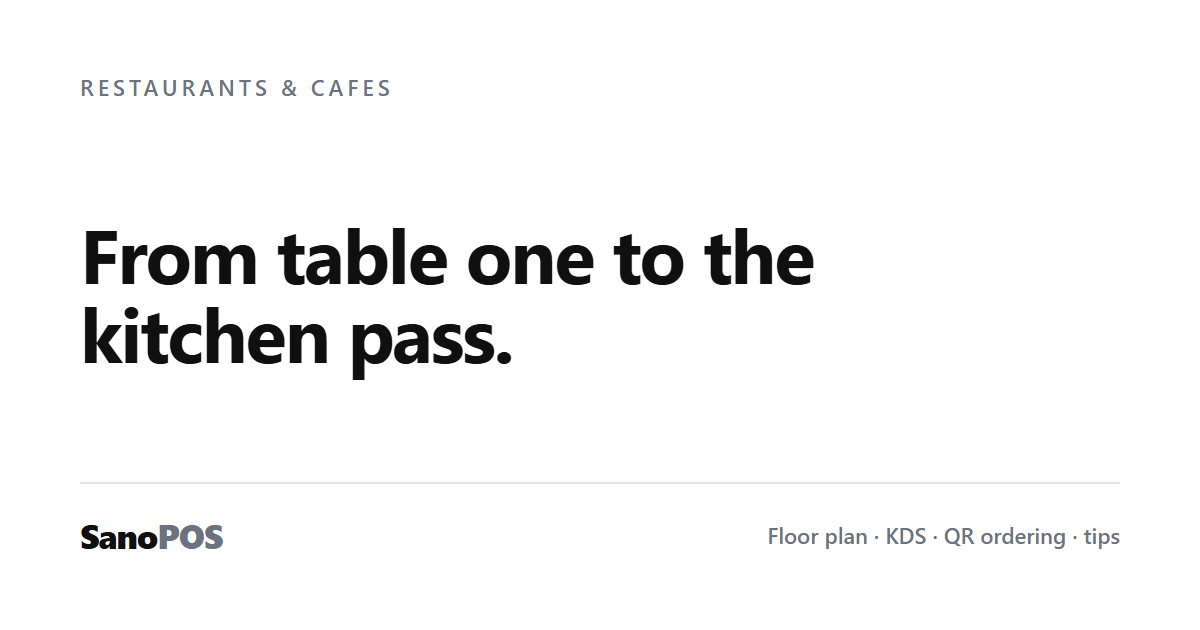 RESTAURANTS & CAFES
From table one to the
kitchen pass.
SanoPOS
Floor plan · KDS · QR ordering · tips